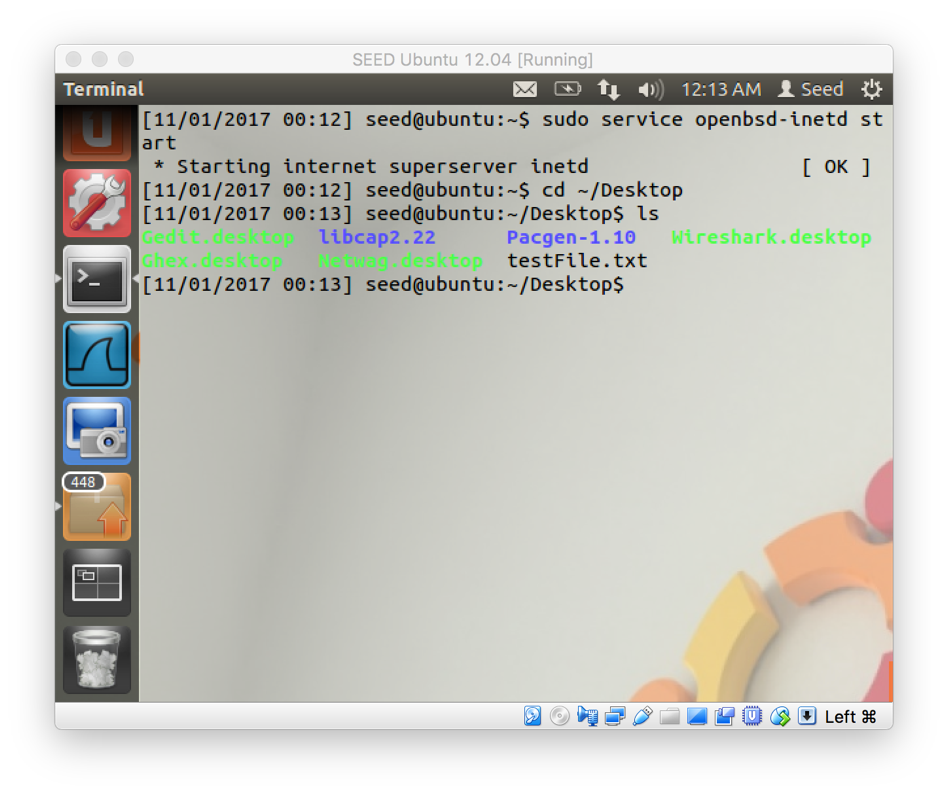 SEED Ubuntu 12.04 [Running]
Terminal 12:13 AM Seed
[11/01/2017 00:12] seed@ubuntu:~$ sudo service openbsd-inetd st
art
 * Starting internet superserver inetd [ OK ]
[11/01/2017 00:12] seed@ubuntu:~$ cd ~/Desktop
[11/01/2017 00:13] seed@ubuntu:~/Desktop$ ls
Gedit.desktop libcap2.22 Pacgen-1.10 Wireshark.desktop
Ghex.desktop Netwag.desktop testFile.txt
[11/01/2017 00:13] seed@ubuntu:~/Desktop$
448
Left ⌘